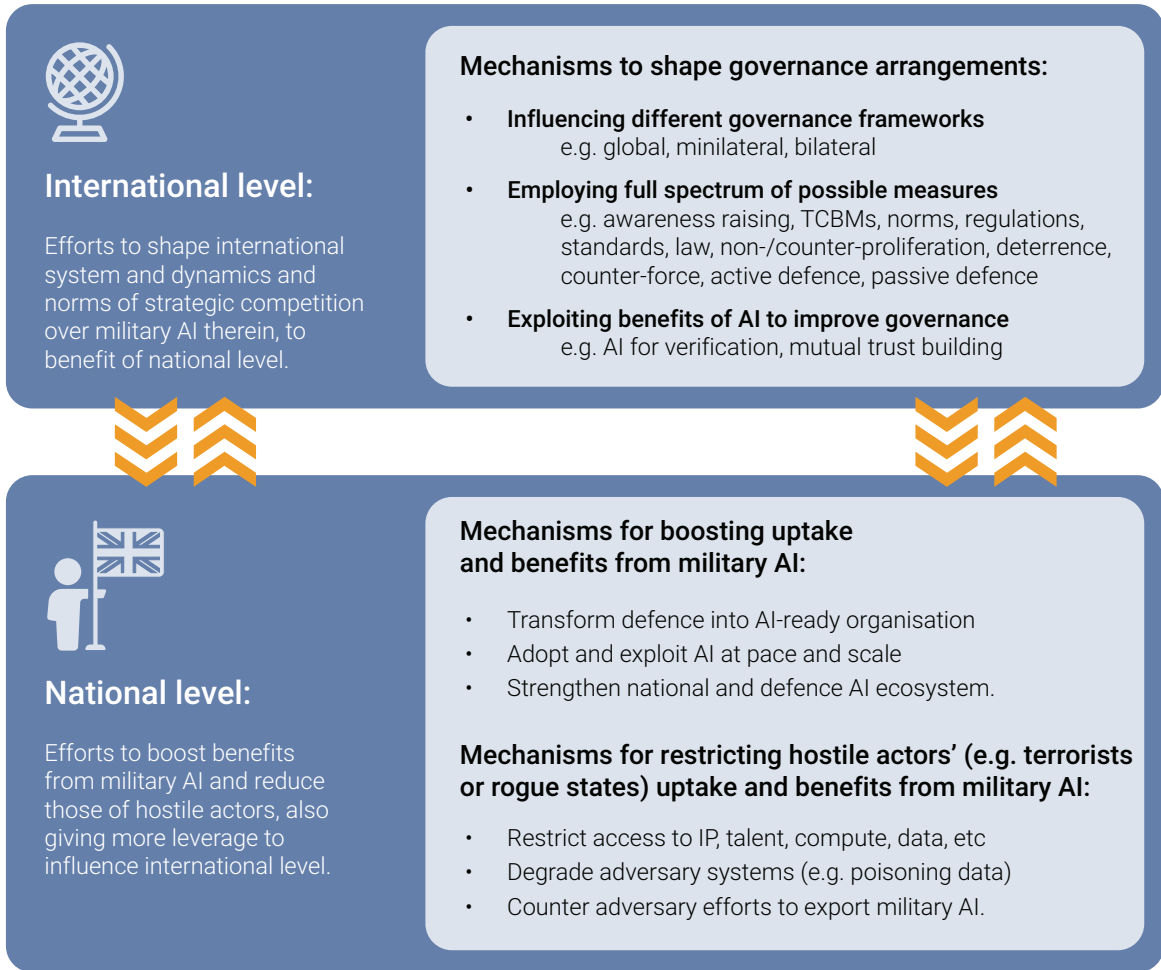 International level:
Efforts to shape international
system and dynamics and
norms of strategic competition
over military AI therein, to
benefit of national level.
Mechanisms to shape governance arrangements:
• Influencing different governance frameworks
e.g. global, minilateral, bilateral
• Employing full spectrum of possible measures
e.g. awareness raising, TCBMs, norms, regulations,
standards, law, non-/counter-proliferation, deterrence,
counter-force, active defence, passive defence
• Exploiting benefits of AI to improve governance
e.g. AI for verification, mutual trust building
National level:
Efforts to boost benefits
from military AI and reduce
those of hostile actors, also
giving more leverage to
influence international level.
Mechanisms for boosting uptake
and benefits from military AI:
• Transform defence into AI-ready organisation
• Adopt and exploit AI at pace and scale
• Strengthen national and defence AI ecosystem.
Mechanisms for restricting hostile actors’ (e.g. terrorists
or rogue states) uptake and benefits from military AI:
• Restrict access to IP, talent, compute, data, etc
• Degrade adversary systems (e.g. poisoning data)
• Counter adversary efforts to export military AI.